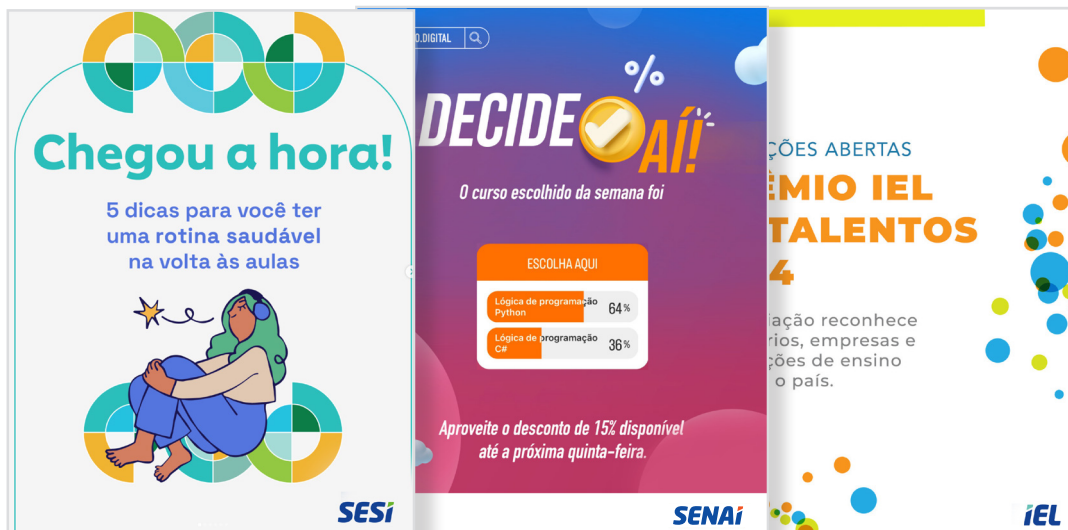 Chegou a hora!
5 dicas para você ter
uma rotina saudável
na volta às aulas
SESI
O.DIGITAL
%
DECIDE
AÍ!
O curso escolhido da semana foi
ESCOLHA AQUI
Lógica de programação
Python
64%
Lógica de programação
C#
36%
Aproveite o desconto de 15% disponível
até a próxima quinta-feira.
SENAI
ÇÕES ABERTAS
ÊMIO IEL
TALENTOS
4
iação reconhece
rios, empresas e
ções de ensino
o país.
IEL